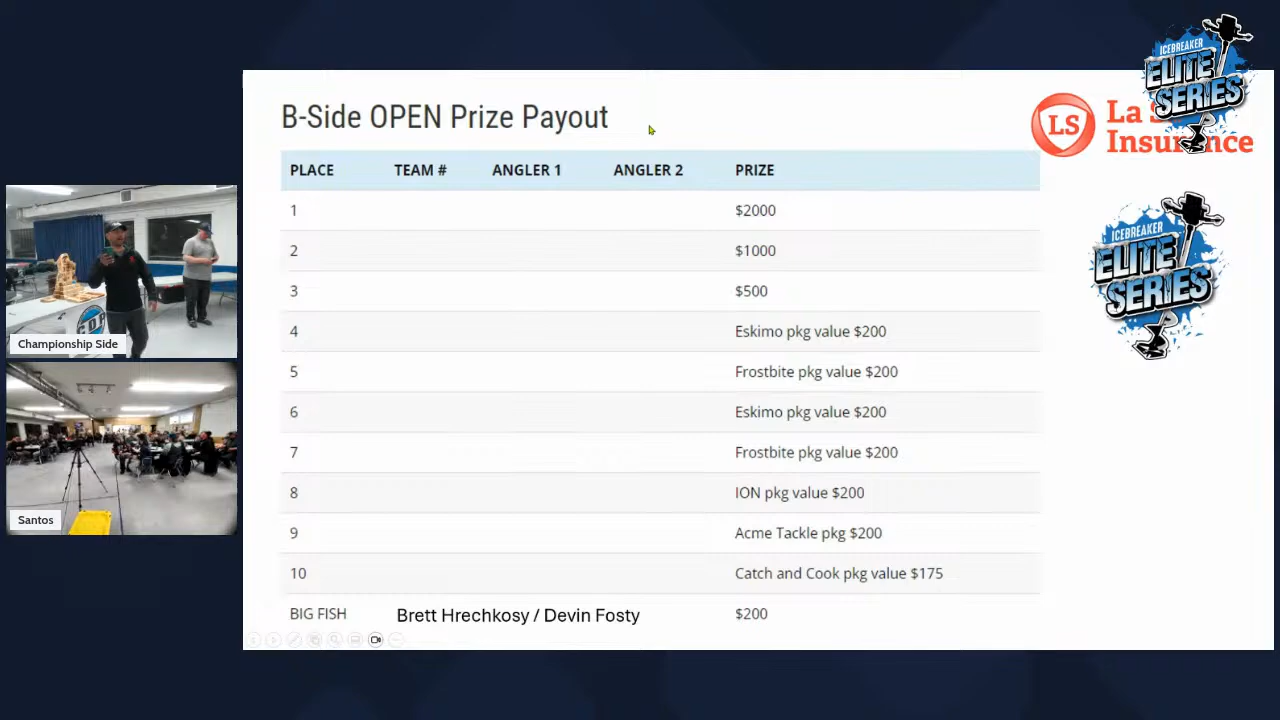 B-Side OPEN Prize Payout
PLACE TEAM # ANGLER 1 ANGLER 2 PRIZE
1 $2000
2 $1000
3 $500
4 Eskimo pkg value $200
5 Frostbite pkg value $200
6 Eskimo pkg value $200
7 Frostbite pkg value $200
8 ION pkg value $200
9 Acme Tackle pkg $200
10 Catch and Cook pkg value $175
BIG FISH Brett Hrechkosy / Devin Fosty $200
ICEBREAKER
ELITE
SERIES
LS
La
Insurance
ICEBREAKER
ELITE
SERIES
Championship Side
Santos